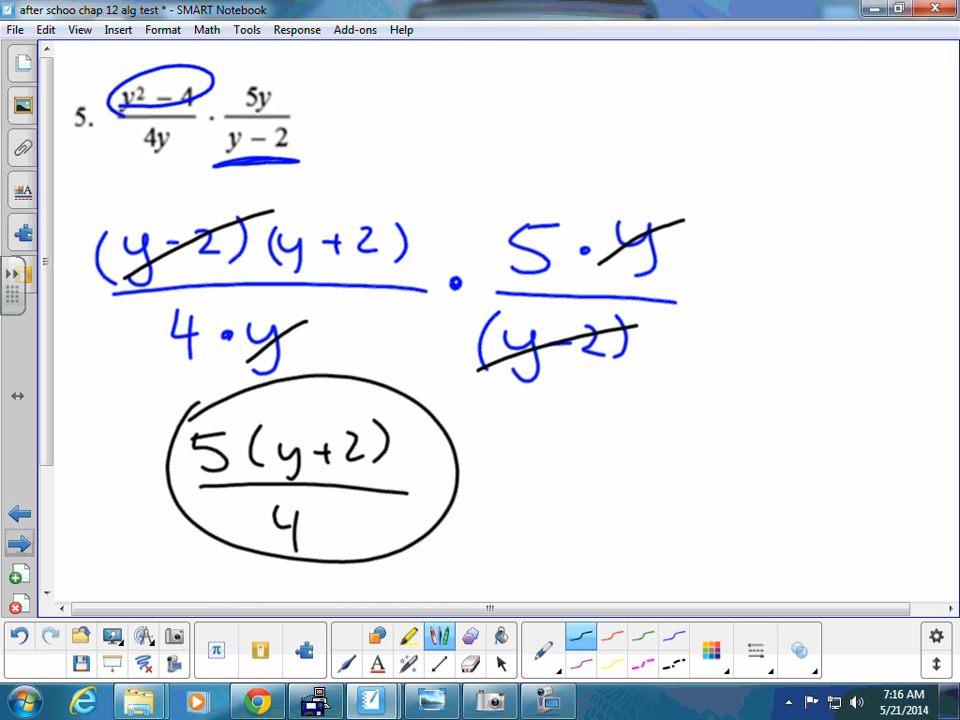 after schoo chap 12 alg test * - SMART Notebook
File Edit View Insert Format Math Tools Response Add-ons Help
5. y² - 4 / 4y · 5y / y - 2
(y-2)(y+2) / 4·y · 5·y / (y-2)
5(y+2) / 4
7:16 AM
5/21/2014